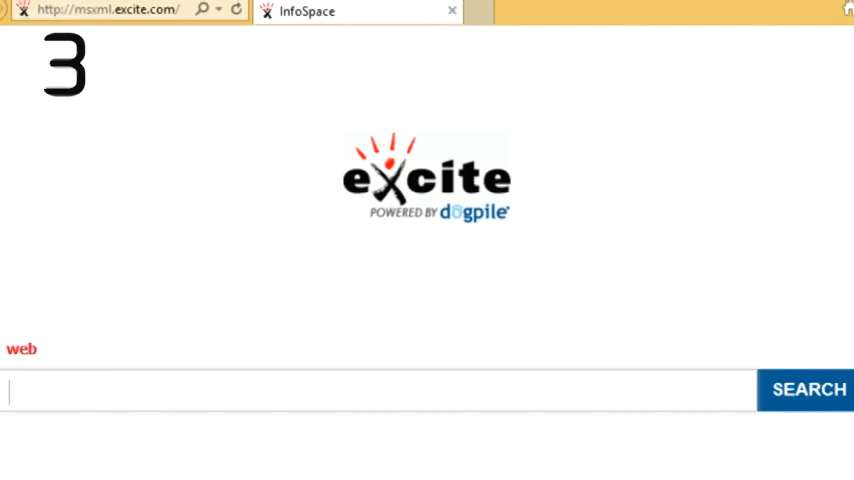 http://msxml.excite.com/
InfoSpace
3
excite
POWERED BY dogpile
web
SEARCH